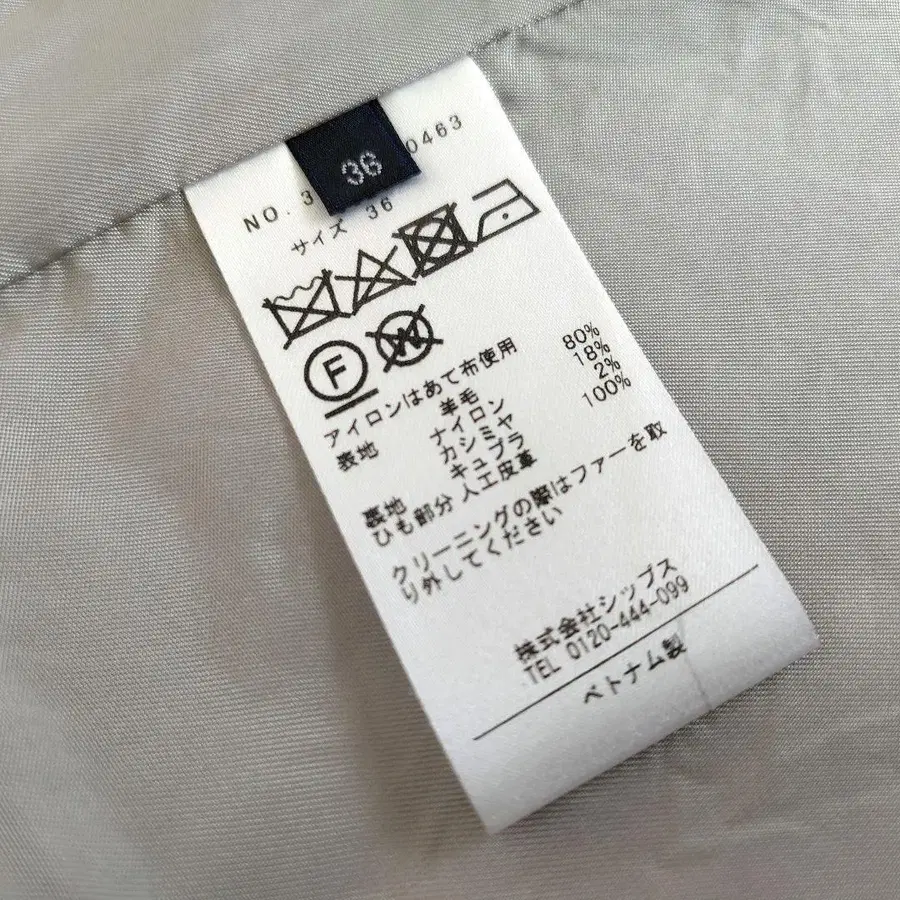 36
NO.3 0463
サイズ 36
F
W
アイロンはあて布使用
表地 羊毛 80%
ナイロン 18%
カシミヤ 2%
裏地 キュプラ 100%
ひも部分 人工皮革
クリーニングの際はファーを取
り外してください
株式会社シップス
TEL 0120-444-099
ベトナム製